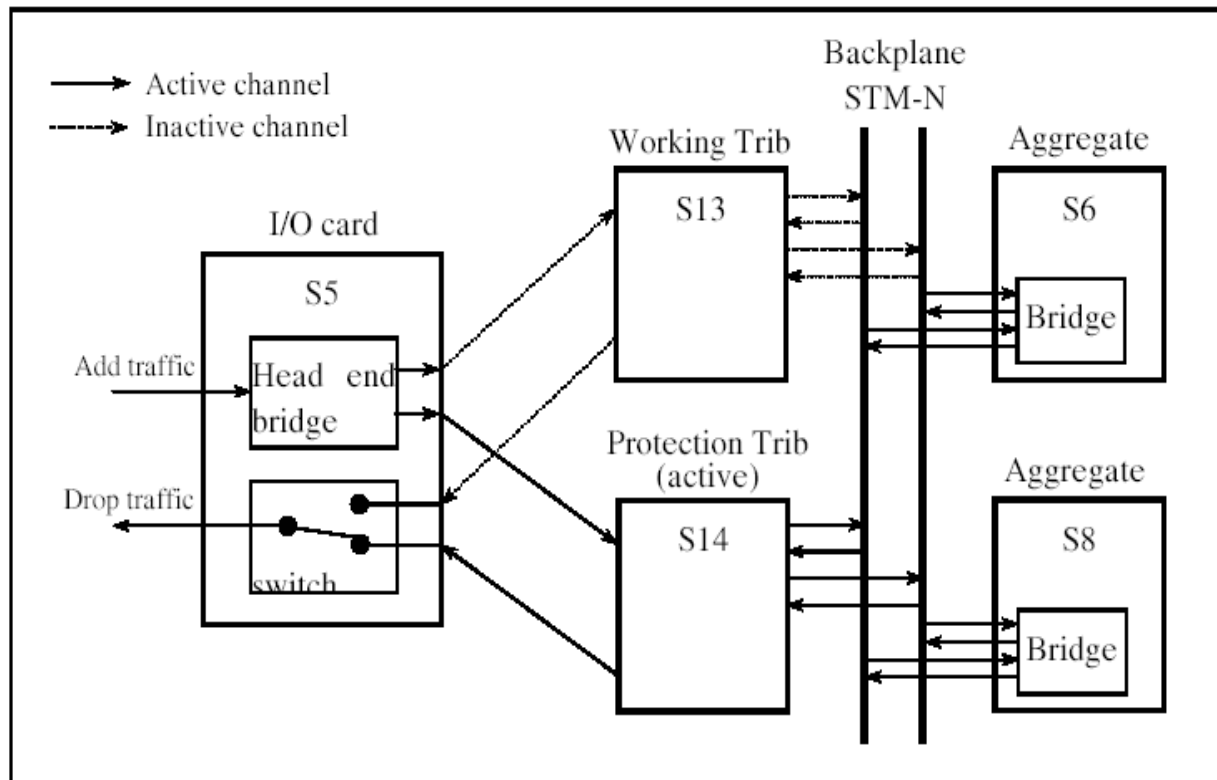 Active channel
Inactive channel
Backplane
STM-N
Working Trib
Aggregate
S13
S6
I/O card
S5
Bridge
Add traffic
Head end
bridge
Protection Trib
(active)
Aggregate
Drop traffic
S14
S8
switch
Bridge